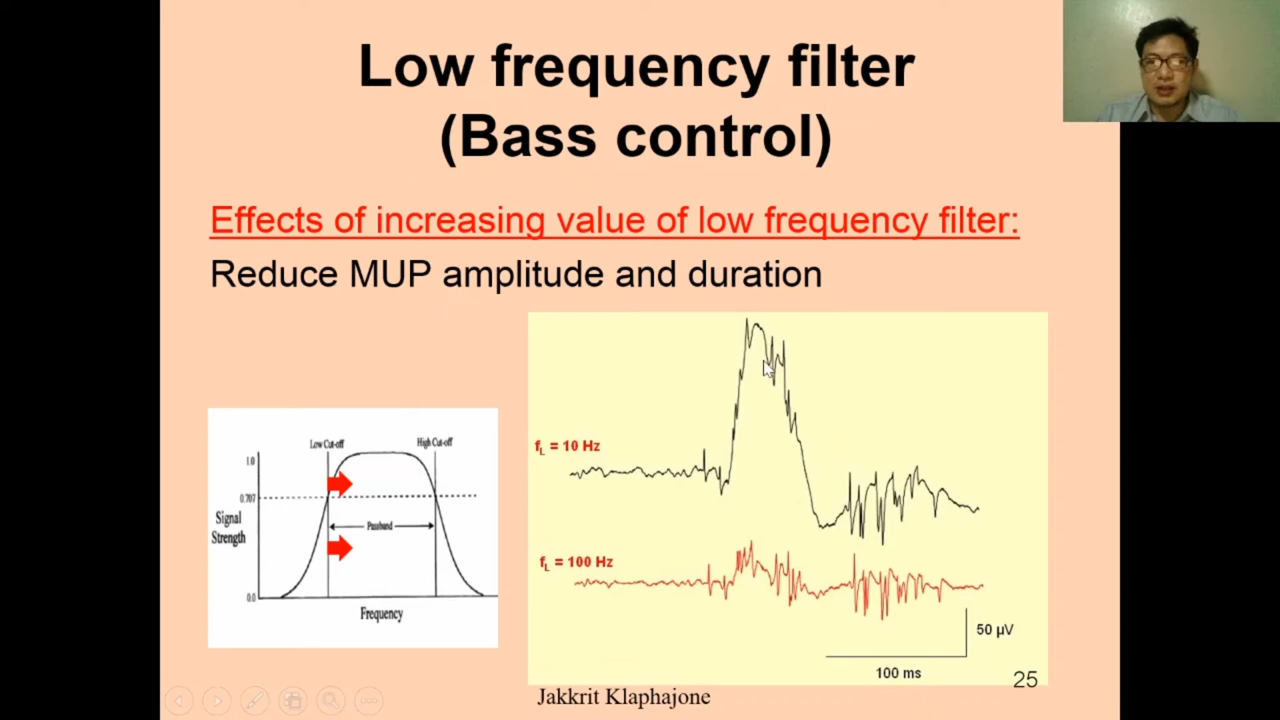 Low frequency filter
(Bass control)
Effects of increasing value of low frequency filter:
Reduce MUP amplitude and duration
Low Cut-off
High Cut-off
1.0
0.707
Signal
Strength
Passband
0.0
Frequency
fL = 10 Hz
fL = 100 Hz
50 µV
100 ms
25
Jakkrit Klaphajone